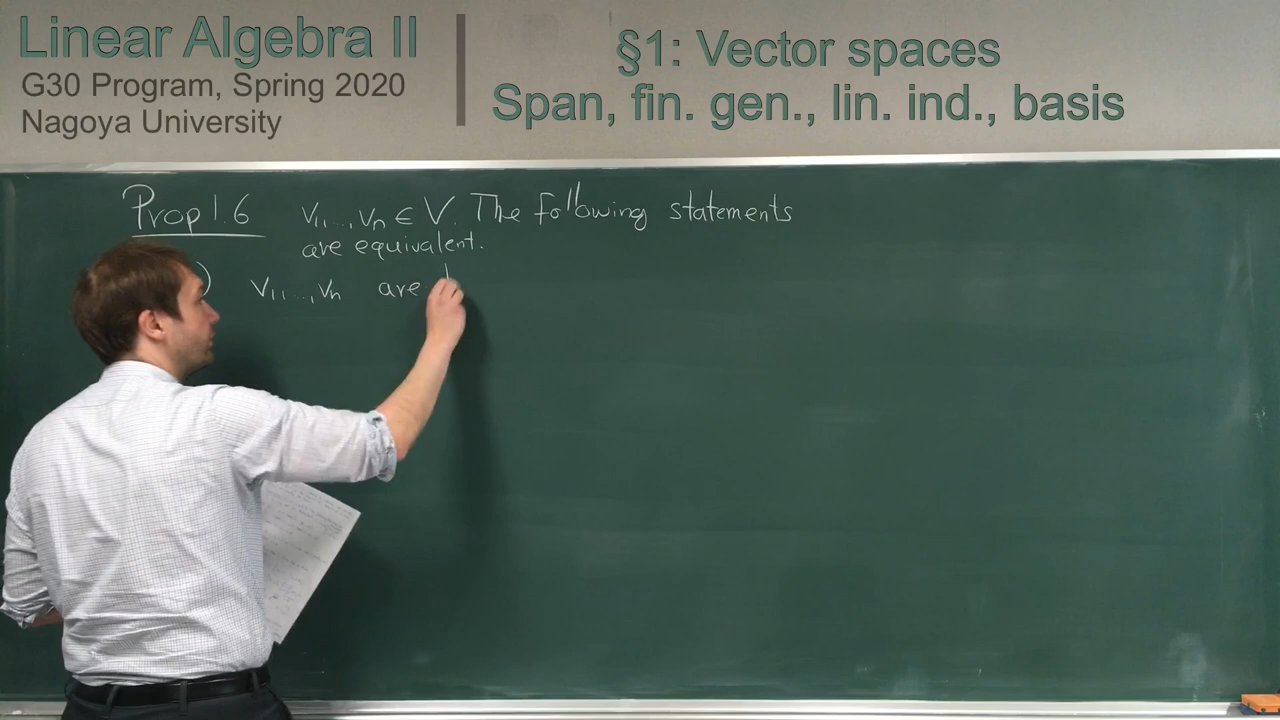 Linear Algebra II
G30 Program, Spring 2020
Nagoya University
§1: Vector spaces
Span, fin. gen., lin. ind., basis
Prop 1.6 v₁,...,vₙ ∈ V. The following statements
are equivalent.
) v₁,...,vₙ are